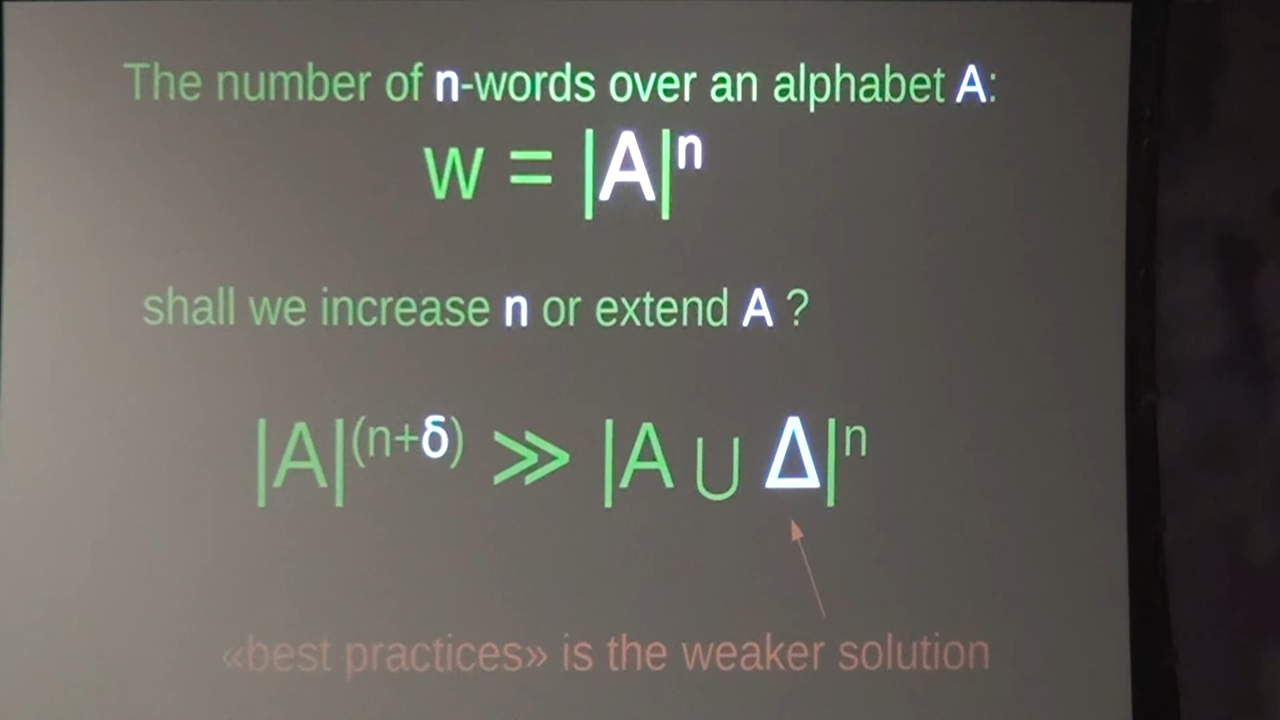 The number of n-words over an alphabet A:
w = |A|ⁿ
shall we increase n or extend A ?
|A|⁽ⁿ⁺ᵟ⁾ ≫ |A ∪ Δ|ⁿ
«best practices» is the weaker solution